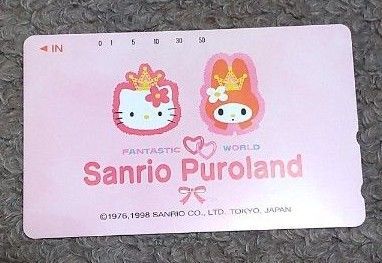 ◀ IN 0 1 5 10 30 50
FANTASTIC WORLD
Sanrio Puroland
©1976,1998 SANRIO CO., LTD. TOKYO, JAPAN